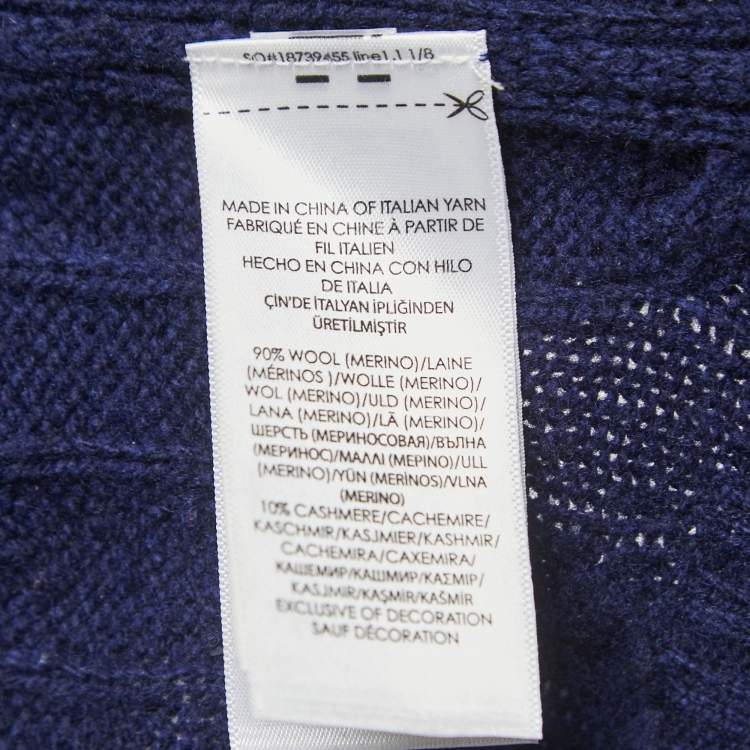 SO#18739455 line1.1 1/8
MADE IN CHINA OF ITALIAN YARN
FABRIQUÉ EN CHINE À PARTIR DE
FIL ITALIEN
HECHO EN CHINA CON HILO
DE ITALIA
ÇİN'DE İTALYAN İPLİĞİNDEN
ÜRETİLMİŞTİR
90% WOOL (MERINO)/LAINE
(MÉRINOS )/WOLLE (MERINO)/
WOL (MERINO)/ULD (MERINO)/
LANA (MERINO)/LÃ (MERINO)/
ШЕРСТЬ (МЕРИНОСОВАЯ)/ВЪЛНА
(МЕРИНОС)/ΜΑΛΛΙ (ΜΕΡΙΝΟ)/ULL
(MERINO)/YÜN (MERİNOS)/VLNA
(MERINO)
10% CASHMERE/CACHEMIRE/
KASCHMIR/KASJMIER/KASHMIR/
CACHEMIRA/CAXEMIRA/
КАШЕМИР/КАШМИР/ΚΑΣΜΙΡ/
KASJMIR/KAŞMİR/KAŠMÍR
EXCLUSIVE OF DECORATION
SAUF DÉCORATION